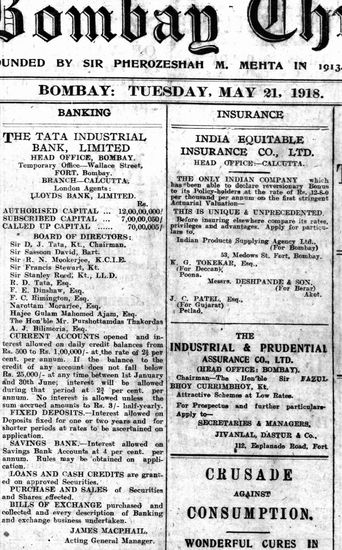 Bombay Ch
OUNDED BY SIR PHEROZESHAH M. MEHTA IN 1913.
BOMBAY: TUESDAY, MAY 21, 1918.
BANKING
THE TATA INDUSTRIAL
BANK, LIMITED
HEAD OFFICE, BOMBAY.
Temporary Office—Wallace Street,
FORT, Bombay.
BRANCH—CALCUTTA.
London Agents:
LLOYDS BANK, LIMITED.
RS.
AUTHORISED CAPITAL ... 12,00,00,000/
SUBSCRIBED CAPITAL ... 7,00,00,050/
CALLED UP CAPITAL ...... 70,00,005/
BOARD OF DIRECTORS:
Sir D. J. Tata, Kt., Chairman.
Sir Sassoon David, Bart.
Sir R. N. Mookerjee, K.C.I.E.
Sir Francis Stewart, Kt.
Sir Stanley Reed, Kt., LL.D.
R. D. Tata, Esq.
F. E. Dinshaw, Esq.
F. C. Rimington, Esq.
Narottam Morarjee, Esq.
Hajee Gulam Mahomed Ajam, Esq.
The Hon'ble Mr. Purshottamdas Thakordas
A. J. Bilimoria, Esq.
CURRENT ACCOUNTS opened and in-
terest allowed on daily credit balances from
Rs. 500 to Rs. 1,00,000/- at the rate of 2½ per
cent. per annum. If the balance to the
credit of any account does not fall below
Rs. 25,000/- at any time between 1st January
and 30th June; interest will be allowed
during that period at 2¾ per cent. per
annum. No interest is allowed unless the
sum accrued amounts to Rs. 3/- half-yearly.
FIXED DEPOSITS.—Interest allowed on
Deposits fixed for one or two years and for
shorter periods at rates to be ascertained on
application.
SAVINGS BANK.—Interest allowed on
Savings Bank Accounts at 4 per cent. per
annum. Rules may be obtained on appli-
cation.
LOANS AND CASH CREDITS are grant-
ed on approved Securities.
PURCHASE AND SALES of Securities
and Shares effected.
BILLS OF EXCHANGE purchased and
collected and every description of Banking
and exchange business undertaken.
JAMES MACPHAIL,
Acting General Manager.
INSURANCE
INDIA EQUITABLE
INSURANCE CO., LTD.
HEAD OFFICE:—CALCUTTA.
THE ONLY INDIAN COMPANY which
has been able to declare reversionary Bonus
to its Policy-holders at the rate of Rs. 12-8-0
per thousand per annum on the first stringent
Actuarial Valuation—
THIS IS UNIQUE & UNPRECEDENTED.
Before insuring elsewhere compare its rates,
privileges and advantages. Apply for particu-
lars to,
Indian Products Supplying Agency Ltd.,
(For Bombay)
53, Medows St. Fort, Bombay.
K. G. TOKEKAR, Esq.,
(For Deccan);
Poona.
Messrs. DESHPANDE & SON,
(For Berar)
Akot.
J. C. PATEL, Esq.,
(For Gujarat)
Petlad.
THE
INDUSTRIAL & PRUDENTIAL
ASSURANCE CO., LTD.
(HEAD OFFICE: BOMBAY).
Chairman—The Hon'ble Sir FAZUL
BHOY CURRIMBHOY, Kt.
Attractive Schemes at Low Rates.
For Prospectus and further particulars
Apply to—
SECRETARIES & MANAGERS,
JIVANLAL, DASTUR & Co.,
112, Esplanade Road, Fort
CRUSADE
AGAINST
CONSUMPTION.
WONDERFUL CURES IN